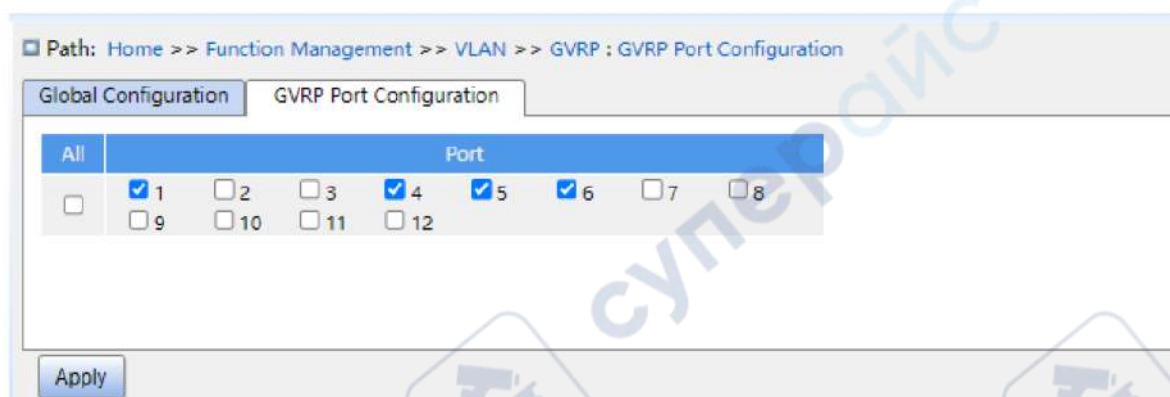 Path: Home >> Function Management >> VLAN >> GVRP : GVRP Port Configuration
Global Configuration GVRP Port Configuration
All Port
1 2 3 4 5 6 7 8
9 10 11 12
Apply
суперайс